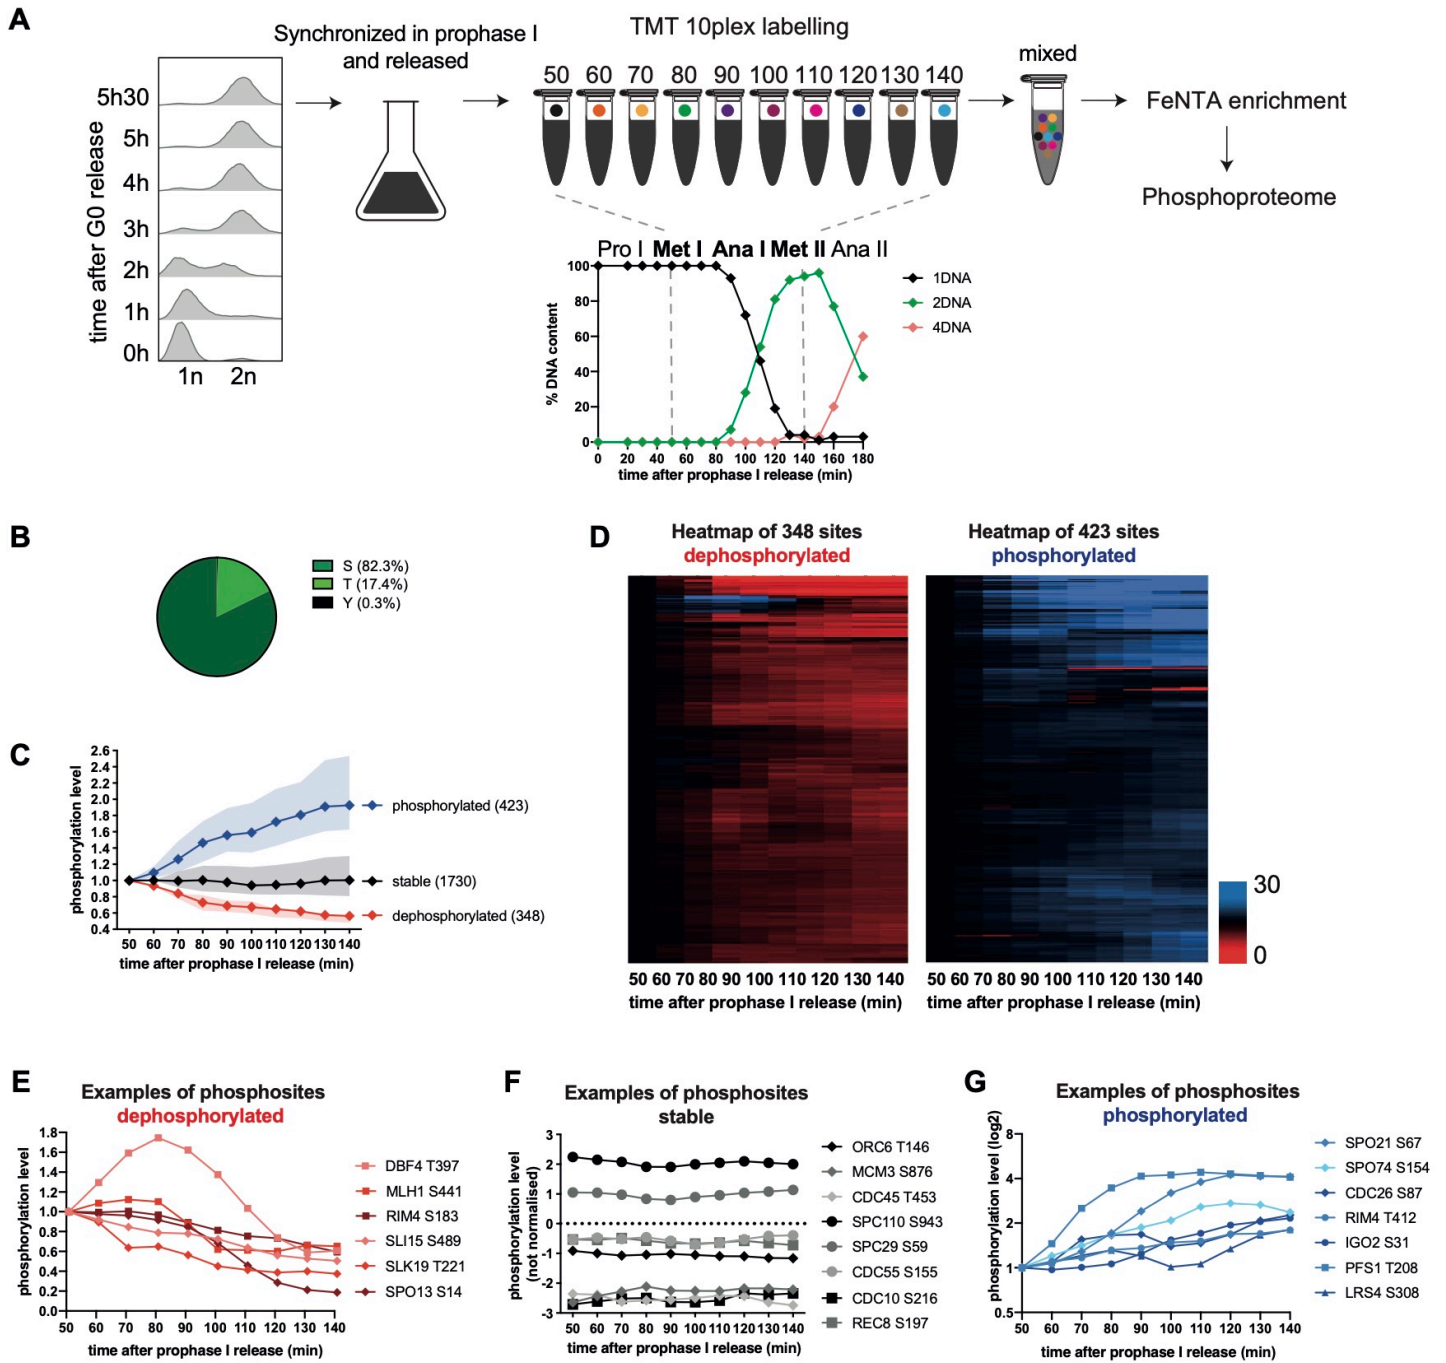 A
Synchronized in prophase I
and released
TMT 10plex labelling
50 60 70 80 90 100 110 120 130 140
mixed
FeNTA enrichment
Phosphoproteome
time after G0 release
5h30
5h
4h
3h
2h
1h
0h
1n 2n
Pro I Met I Ana I Met II Ana II
% DNA content
100
80
60
40
20
0
0 20 40 60 80 100 120 140 160 180
time after prophase I release (min)
1DNA
2DNA
4DNA
B
S (82.3%)
T (17.4%)
Y (0.3%)
C
phosphorylation level
2.6
2.4
2.2
2.0
1.8
1.6
1.4
1.2
1.0
0.8
0.6
0.4
50 60 70 80 90 100 110 120 130 140
time after prophase I release (min)
phosphorylated (423)
stable (1730)
dephosphorylated (348)
D
Heatmap of 348 sites
dephosphorylated
50 60 70 80 90 100 110 120 130 140
time after prophase I release (min)
Heatmap of 423 sites
phosphorylated
50 60 70 80 90 100 110 120 130 140
time after prophase I release (min)
30
0
E
Examples of phosphosites
dephosphorylated
phosphorylation level
1.8
1.6
1.4
1.2
1.0
0.8
0.6
0.4
0.2
0.0
50 60 70 80 90 100 110 120 130 140
time after prophase I release (min)
DBF4 T397
MLH1 S441
RIM4 S183
SLI15 S489
SLK19 T221
SPO13 S14
F
Examples of phosphosites
stable
phosphorylation level
(not normalised)
3
2
1
0
-1
-2
-3
50 60 70 80 90 100 110 120 130 140
time after prophase I release (min)
ORC6 T146
MCM3 S876
CDC45 T453
SPC110 S943
SPC29 S59
CDC55 S155
CDC10 S216
REC8 S197
G
Examples of phosphosites
phosphorylated
phosphorylation level (log2)
8
4
2
1
0.5
50 60 70 80 90 100 110 120 130 140
time after prophase I release (min)
SPO21 S67
SPO74 S154
CDC26 S87
RIM4 T412
IGO2 S31
PFS1 T208
LRS4 S308